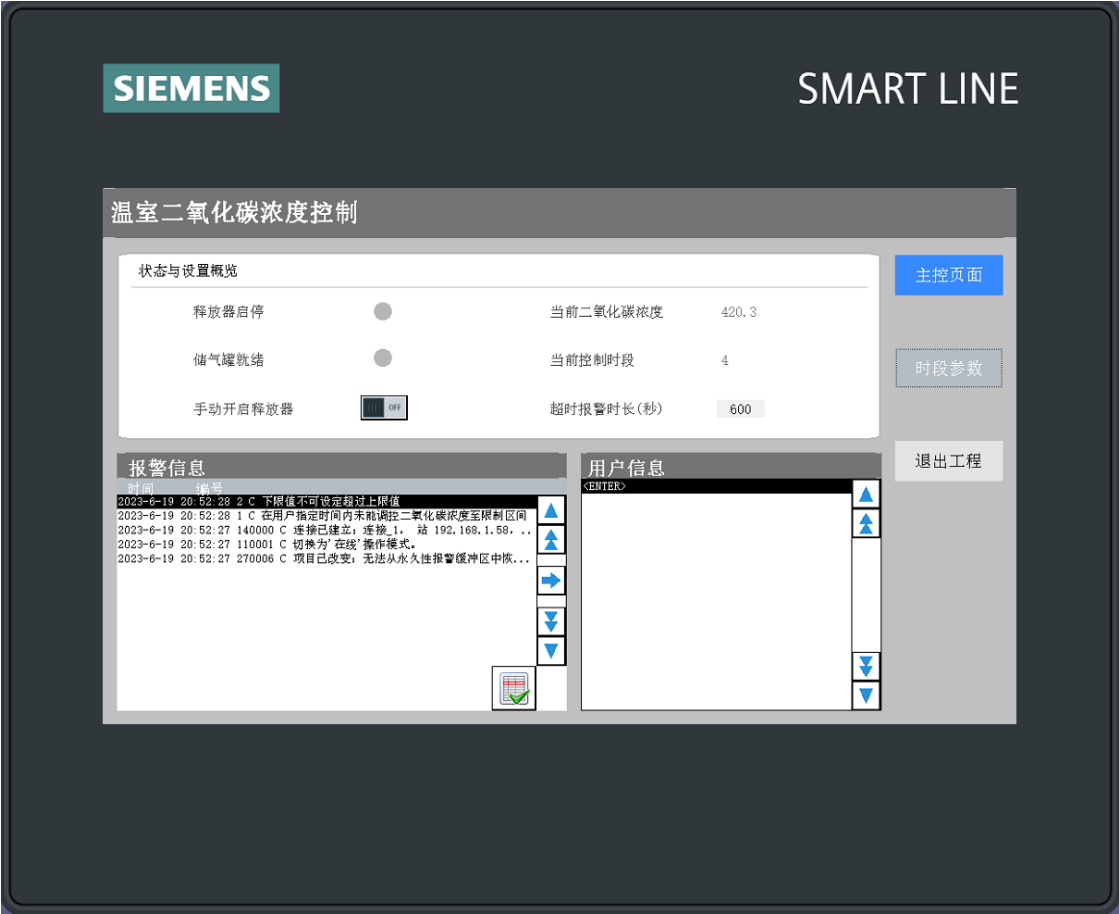 SIEMENS
SMART LINE
温室二氧化碳浓度控制
状态与设置概览
释放器启停
当前二氧化碳浓度 420.3
储气罐就绪
当前控制时段 4
手动开启释放器 OFF
超时报警时长(秒) 600
主控页面
时段参数
退出工程
报警信息
时间 编号
2023-6-19 20:52:28 2 C 下限值不可设定超过上限值
2023-6-19 20:52:28 1 C 在用户指定时间内未能调控二氧化碳浓度至限制区间
2023-6-19 20:52:27 140000 C 连接已建立：连接_1， 站 192.168.1.58，..
2023-6-19 20:52:27 110001 C 切换为'在线'操作模式。
2023-6-19 20:52:27 270006 C 项目已改变：无法从永久性报警缓冲区中恢...
用户信息
<ENTER>